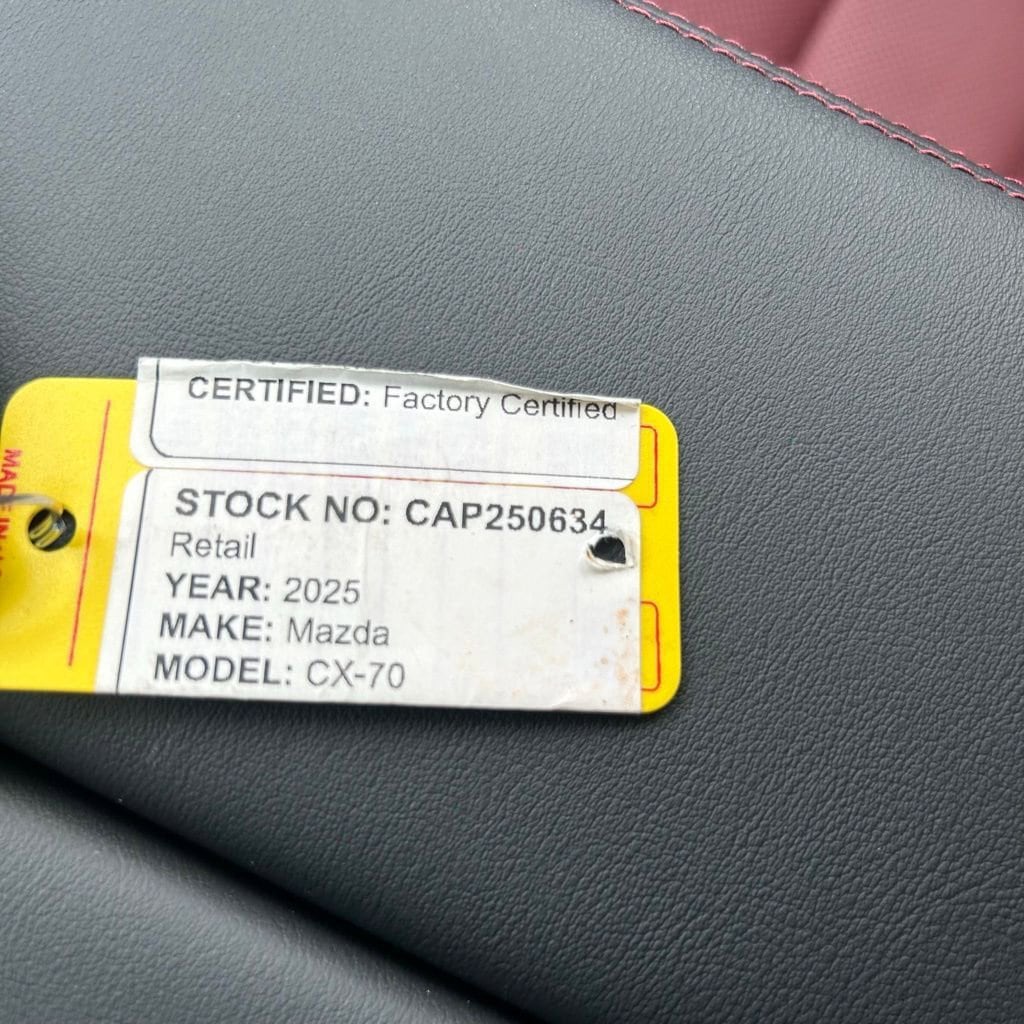 CERTIFIED: Factory Certified
STOCK NO: CAP250634
Retail
YEAR: 2025
MAKE: Mazda
MODEL: CX-70